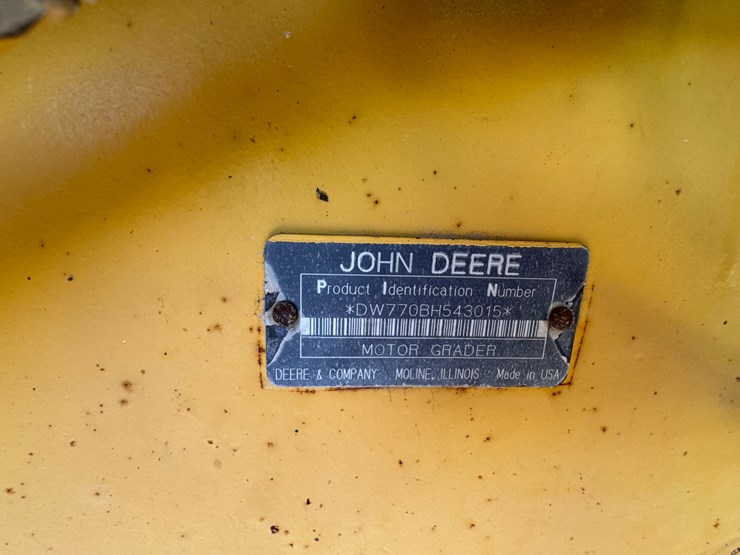 JOHN DEERE
Product Identification Number
*DW770BH543015*
MOTOR GRADER
DEERE & COMPANY MOLINE, ILLINOIS Made in USA